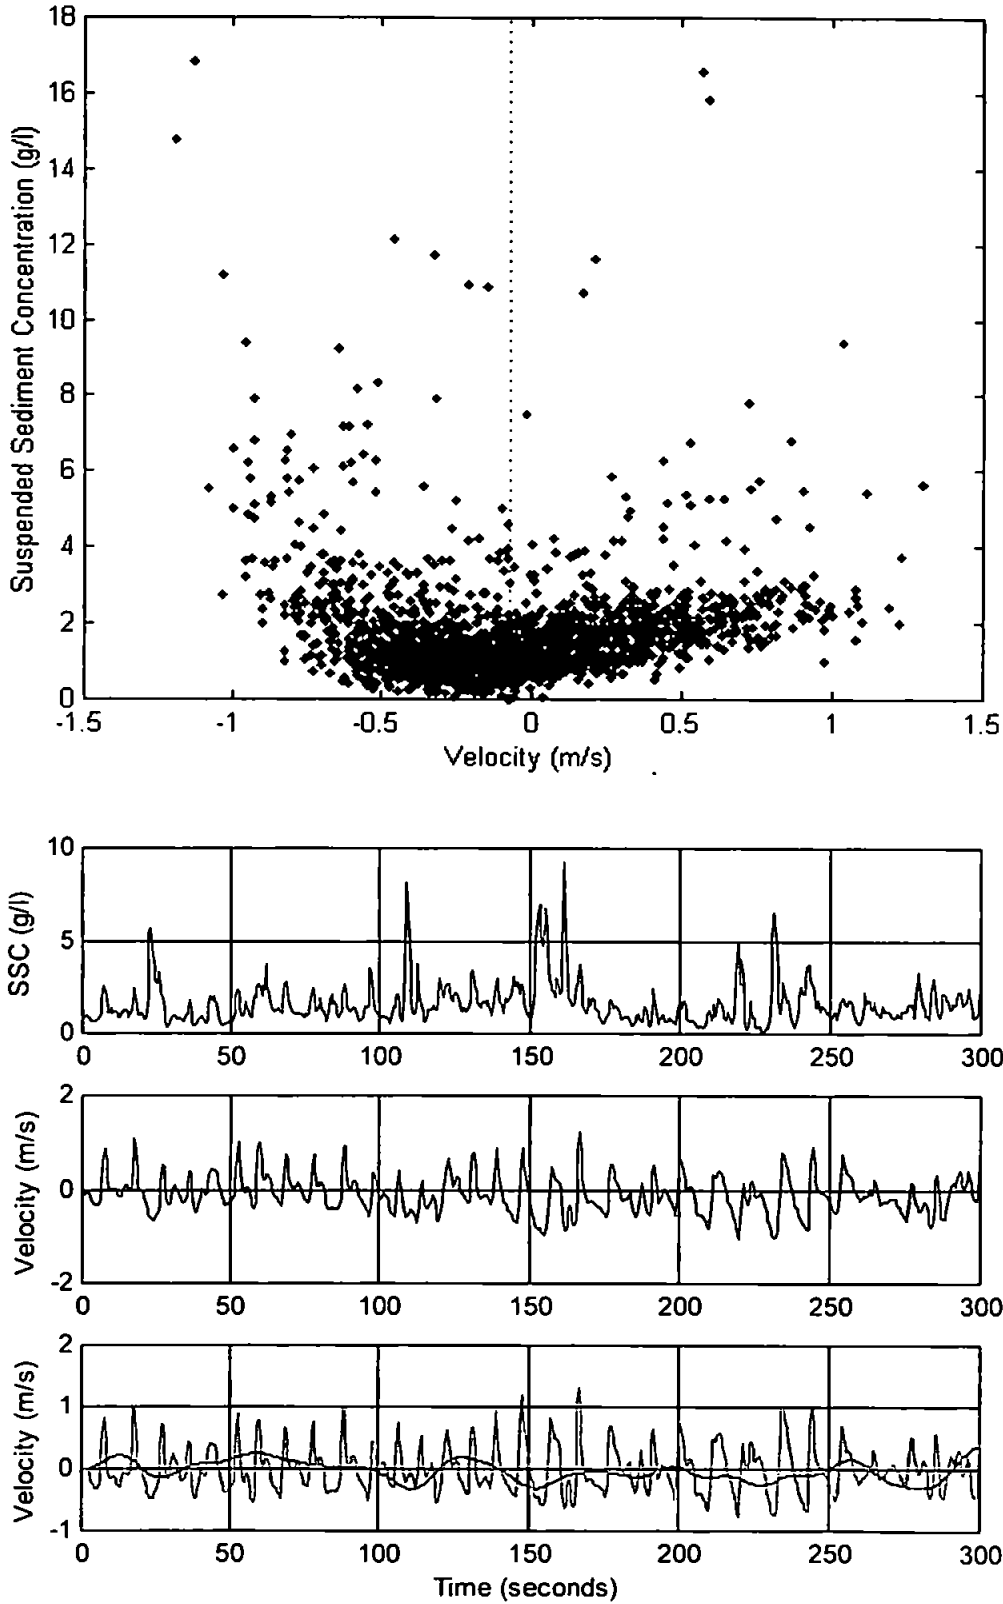 18
16
14
12
10
8
6
4
2
0
Suspended Sediment Concentration (g/l)
-1.5 -1 -0.5 0 0.5 1 1.5
Velocity (m/s)
10
5
0
SSC (g/l)
0 50 100 150 200 250 300
2
0
-2
Velocity (m/s)
0 50 100 150 200 250 300
2
1
0
-1
Velocity (m/s)
0 50 100 150 200 250 300
Time (seconds)